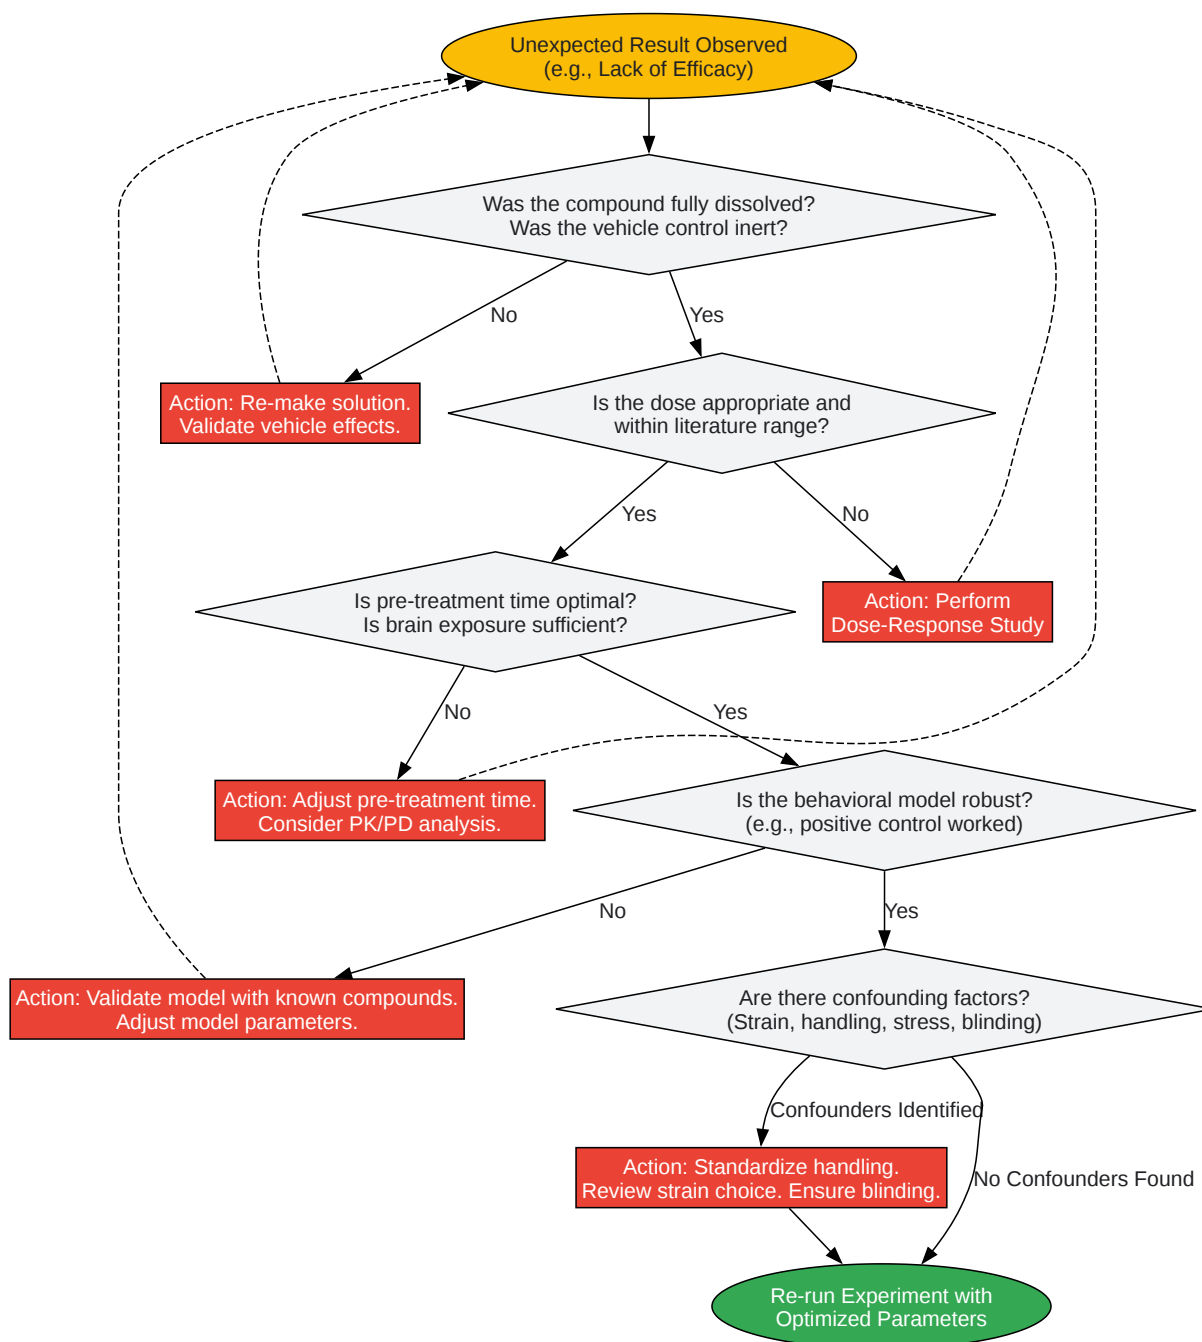 Unexpected Result Observed
(e.g., Lack of Efficacy)
Was the compound fully dissolved?
Was the vehicle control inert?
No
Yes
Action: Re-make solution.
Validate vehicle effects.
Is the dose appropriate and
within literature range?
Yes
No
Is pre-treatment time optimal?
Is brain exposure sufficient?
Action: Perform
Dose-Response Study
No
Yes
Action: Adjust pre-treatment time.
Consider PK/PD analysis.
Is the behavioral model robust?
(e.g., positive control worked)
No
Yes
Action: Validate model with known compounds.
Adjust model parameters.
Are there confounding factors?
(Strain, handling, stress, blinding)
Confounders Identified
No Confounders Found
Action: Standardize handling.
Review strain choice. Ensure blinding.
Re-run Experiment with
Optimized Parameters